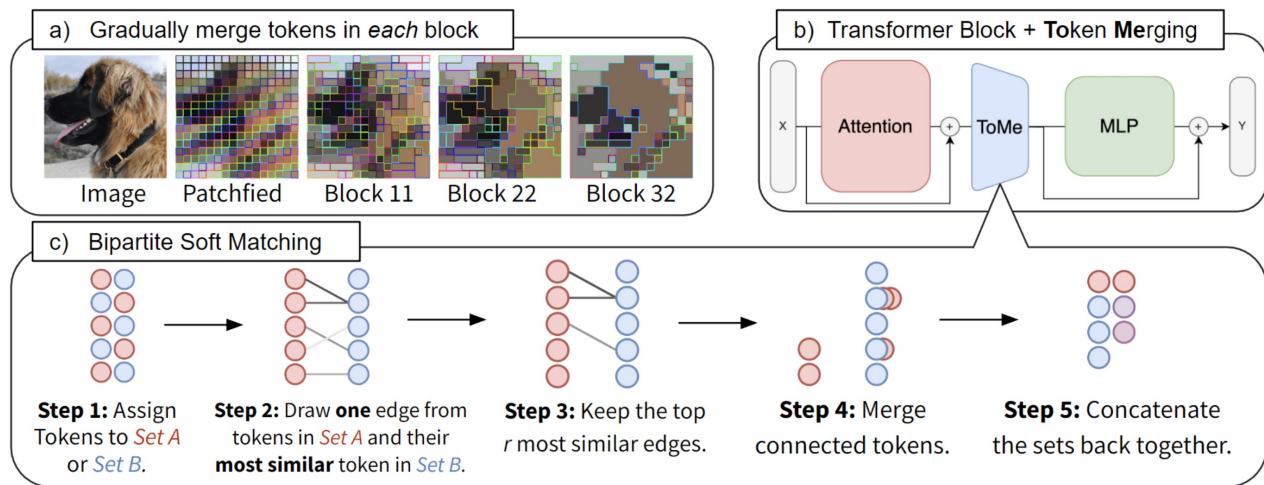 a) Gradually merge tokens in each block
Image
Patchfied
Block 11
Block 22
Block 32
b) Transformer Block + Token Merging
X
Attention
+
ToMe
MLP
+
Y
c) Bipartite Soft Matching
Step 1: Assign
Tokens to Set A
or Set B.
Step 2: Draw one edge from
tokens in Set A and their
most similar token in Set B.
Step 3: Keep the top
r most similar edges.
Step 4: Merge
connected tokens.
Step 5: Concatenate
the sets back together.